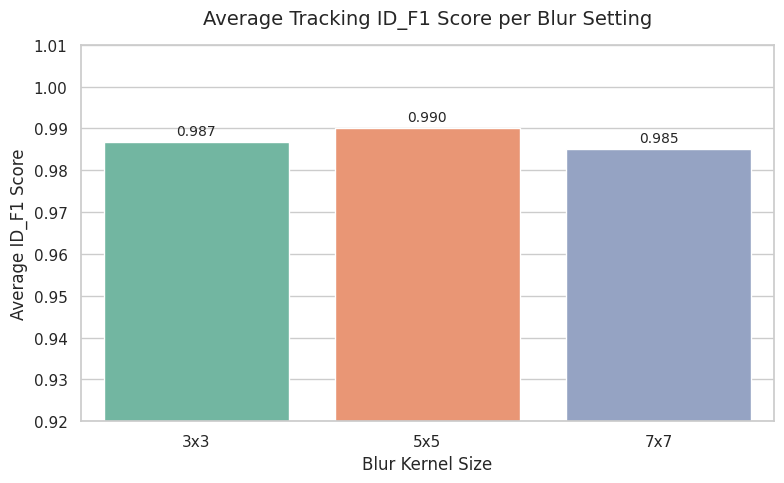 Average Tracking ID_F1 Score per Blur Setting
1.01
1.00
0.99
0.98
0.97
0.96
0.95
0.94
0.93
0.92
Average ID_F1 Score
0.987
0.990
0.985
3x3
5x5
7x7
Blur Kernel Size